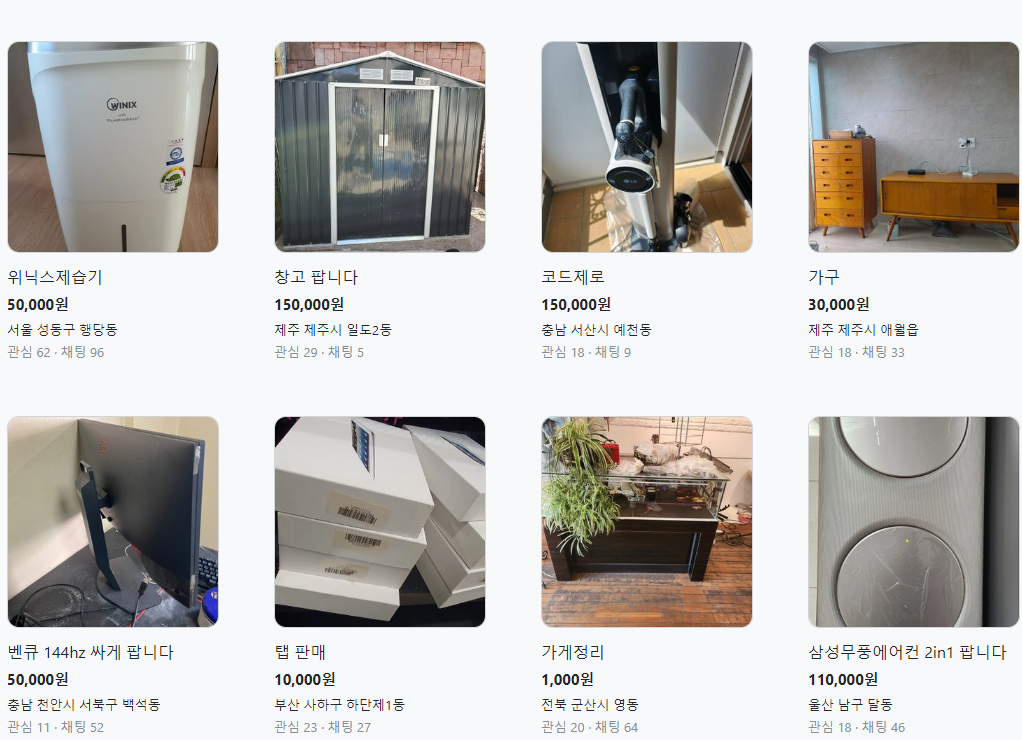 WINIX
위닉스제습기
50,000원
서울 성동구 행당동
관심 62 · 채팅 96
창고 팝니다
150,000원
제주 제주시 일도2동
관심 29 · 채팅 5
코드제로
150,000원
충남 서산시 예천동
관심 18 · 채팅 9
가구
30,000원
제주 제주시 애월읍
관심 18 · 채팅 33
벤큐 144hz 싸게 팝니다
50,000원
충남 천안시 서북구 백석동
관심 11 · 채팅 52
탭 판매
10,000원
부산 사하구 하단제1동
관심 23 · 채팅 27
가게정리
1,000원
전북 군산시 영동
관심 20 · 채팅 64
삼성무풍에어컨 2in1 팝니다
110,000원
울산 남구 달동
관심 18 · 채팅 46